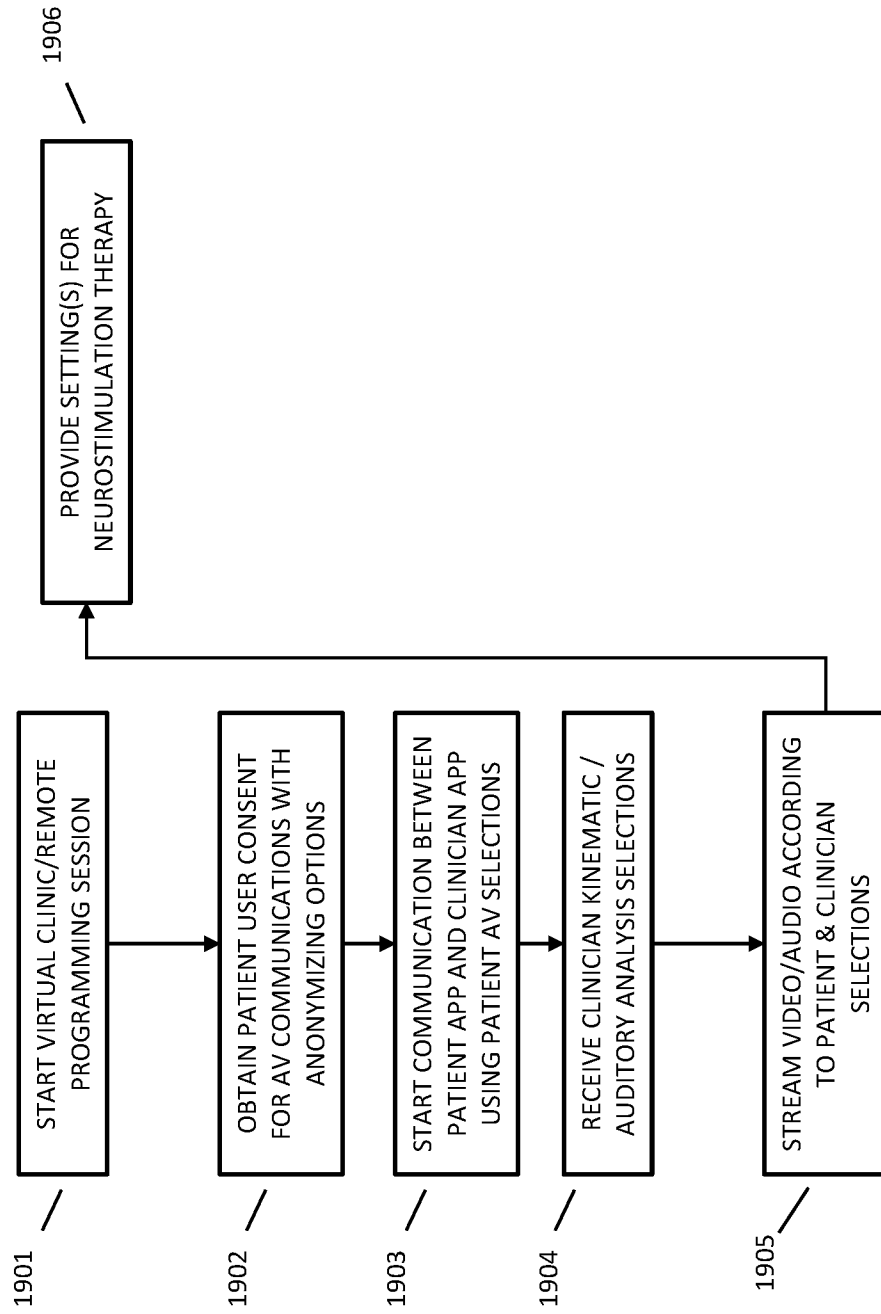 1901
START VIRTUAL CLINIC/REMOTE
PROGRAMMING SESSION
1902
OBTAIN PATIENT USER CONSENT
FOR AV COMMUNICATIONS WITH
ANONYMIZING OPTIONS
1903
START COMMUNICATION BETWEEN
PATIENT APP AND CLINICIAN APP
USING PATIENT AV SELECTIONS
1904
RECEIVE CLINICIAN KINEMATIC /
AUDITORY ANALYSIS SELECTIONS
1905
STREAM VIDEO/AUDIO ACCORDING
TO PATIENT & CLINICIAN
SELECTIONS
1906
PROVIDE SETTING(S) FOR
NEUROSTIMULATION THERAPY